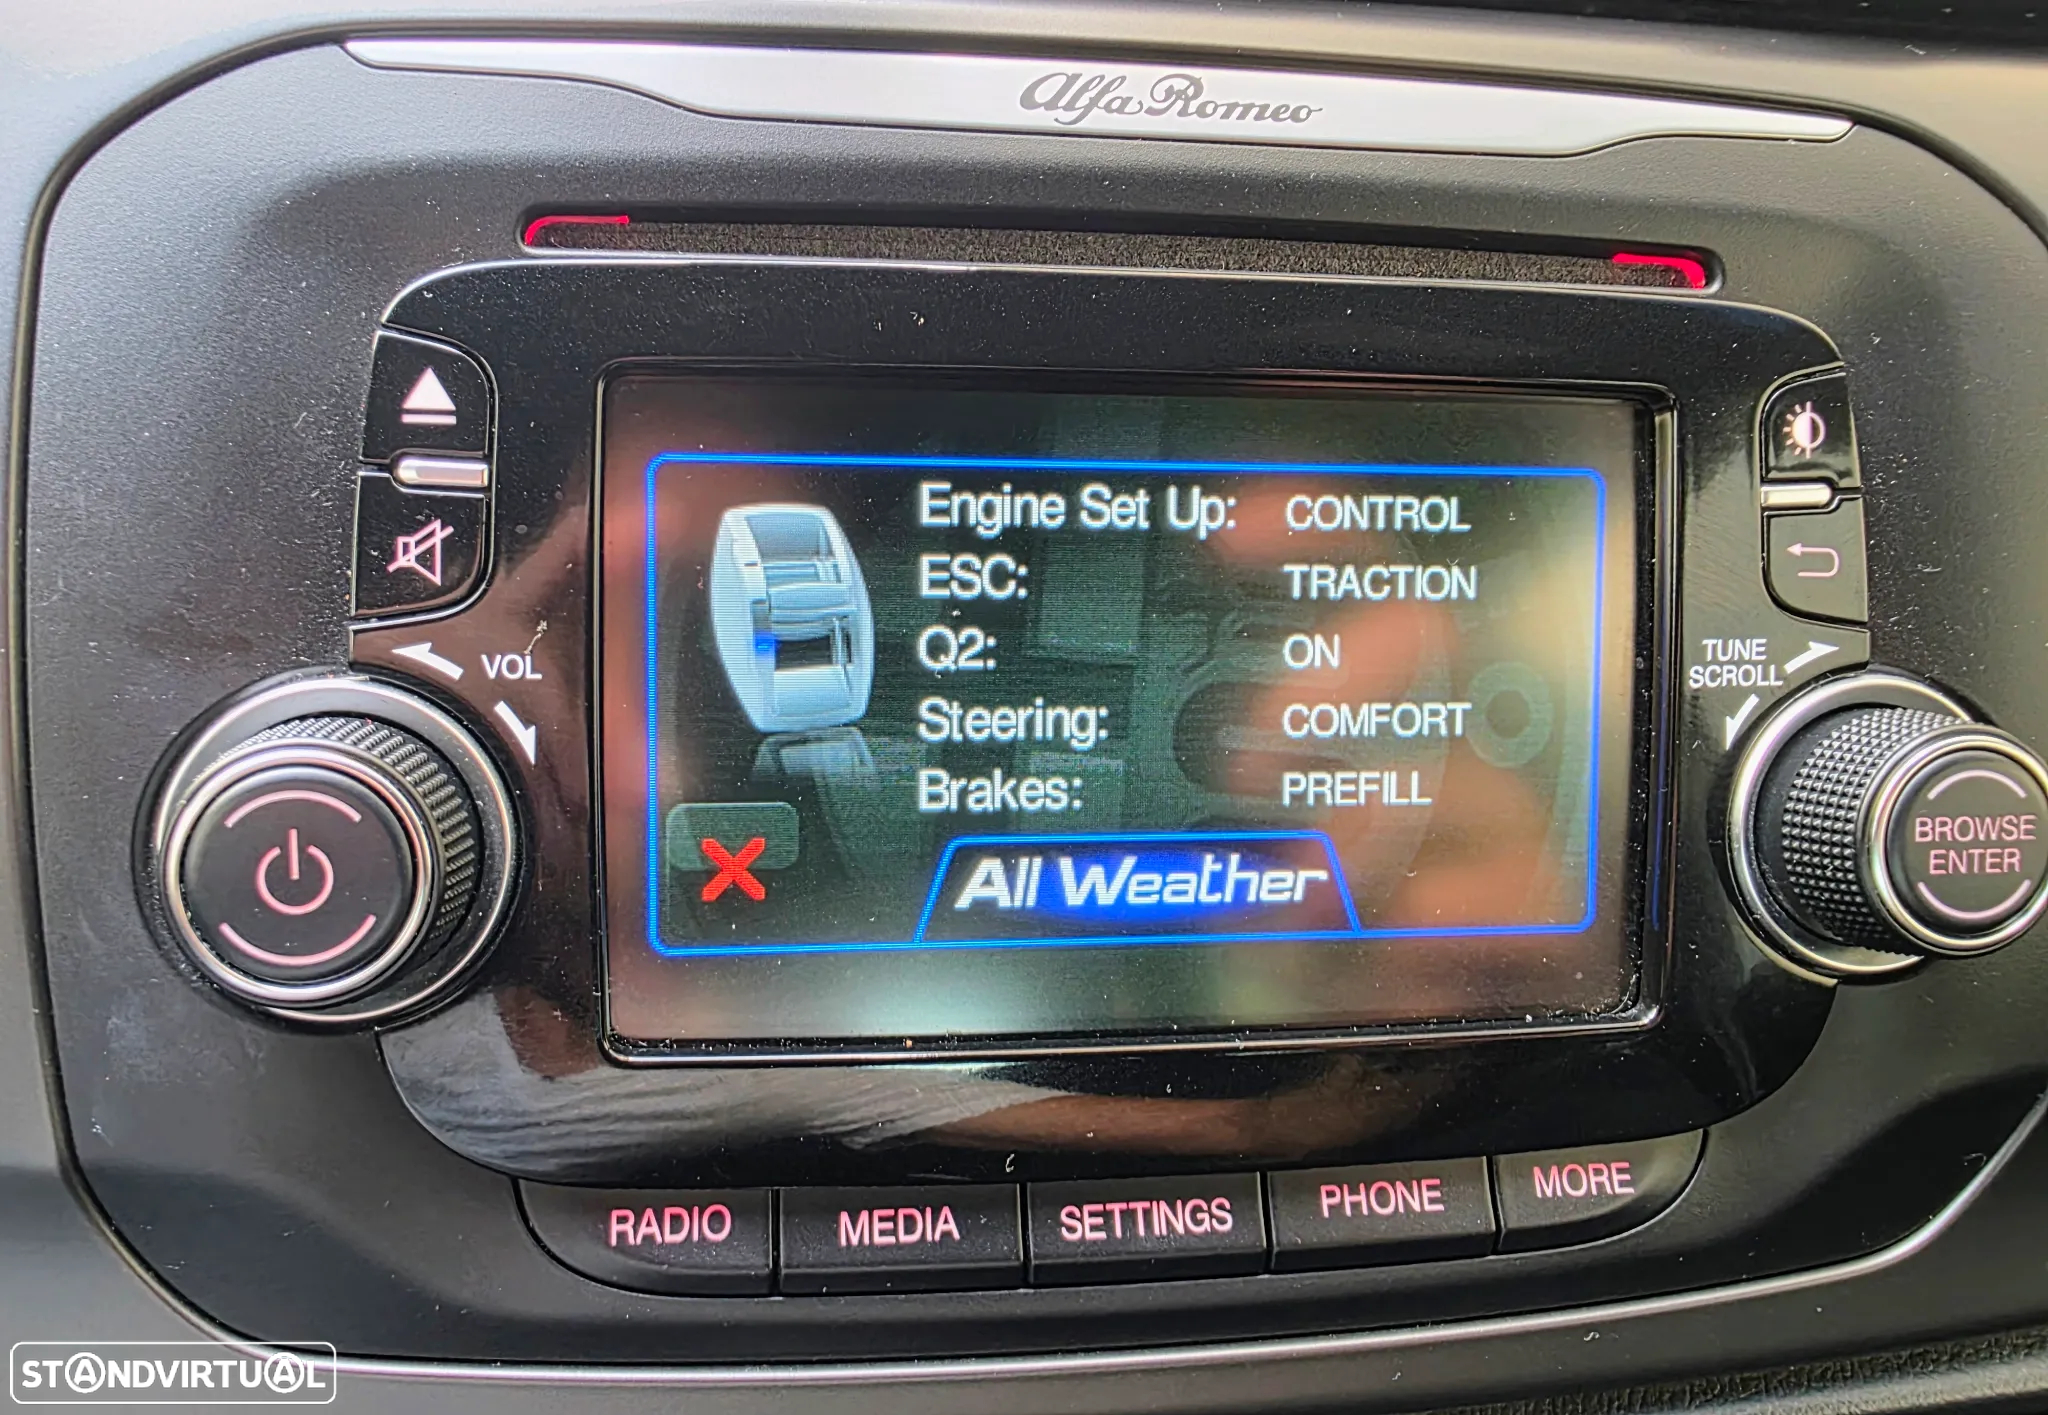 Alfa Romeo
Engine Set Up: CONTROL
ESC: TRACTION
Q2: ON
Steering: COMFORT
Brakes: PREFILL
All Weather
VOL
TUNE
SCROLL
BROWSE
ENTER
RADIO
MEDIA
SETTINGS
PHONE
MORE
STANDVIRTUAL